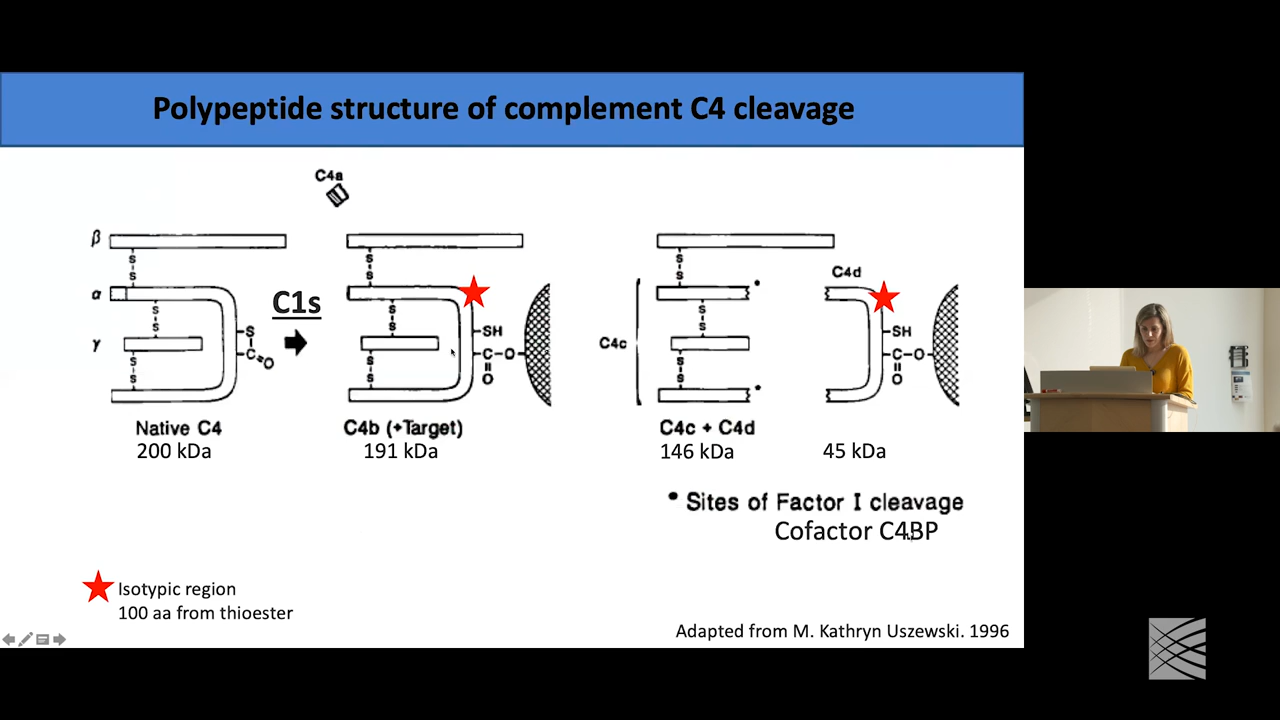 Polypeptide structure of complement C4 cleavage
C4a
β
S
S
α
C1s
S
S
S
C
O
γ
S
S
Native C4
200 kDa
S
S
S
S
SH
C-O
O
S
S
C4b (+Target)
191 kDa
C4c
S
S
S
S
S
S
C4c + C4d
146 kDa
C4d
SH
C-O
O
45 kDa
• Sites of Factor I cleavage
Cofactor C4BP
Isotypic region
100 aa from thioester
Adapted from M. Kathryn Uszewski. 1996